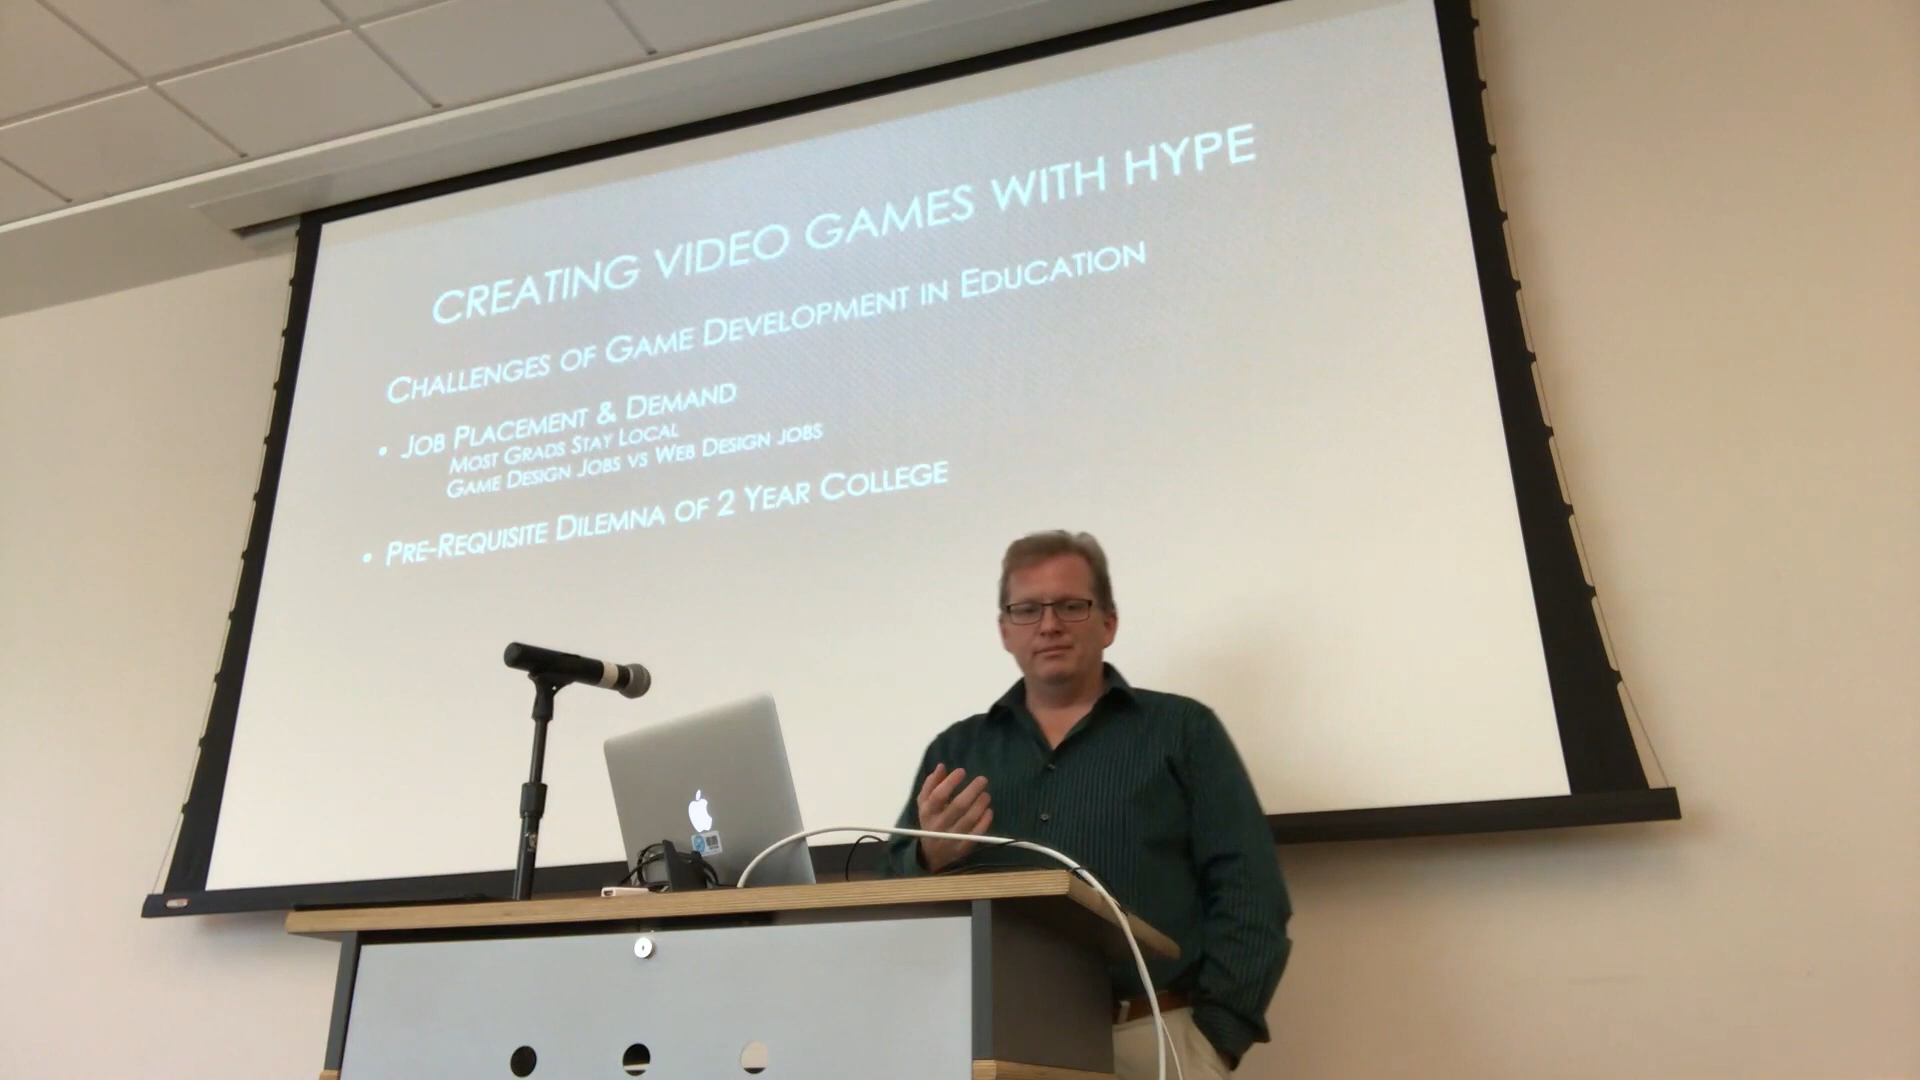 CREATING VIDEO GAMES WITH HYPE
CHALLENGES OF GAME DEVELOPMENT IN EDUCATION
• JOB PLACEMENT & DEMAND
MOST GRADS STAY LOCAL
GAME DESIGN JOBS VS WEB DESIGN JOBS
• PRE-REQUISITE DILEMNA OF 2 YEAR COLLEGE